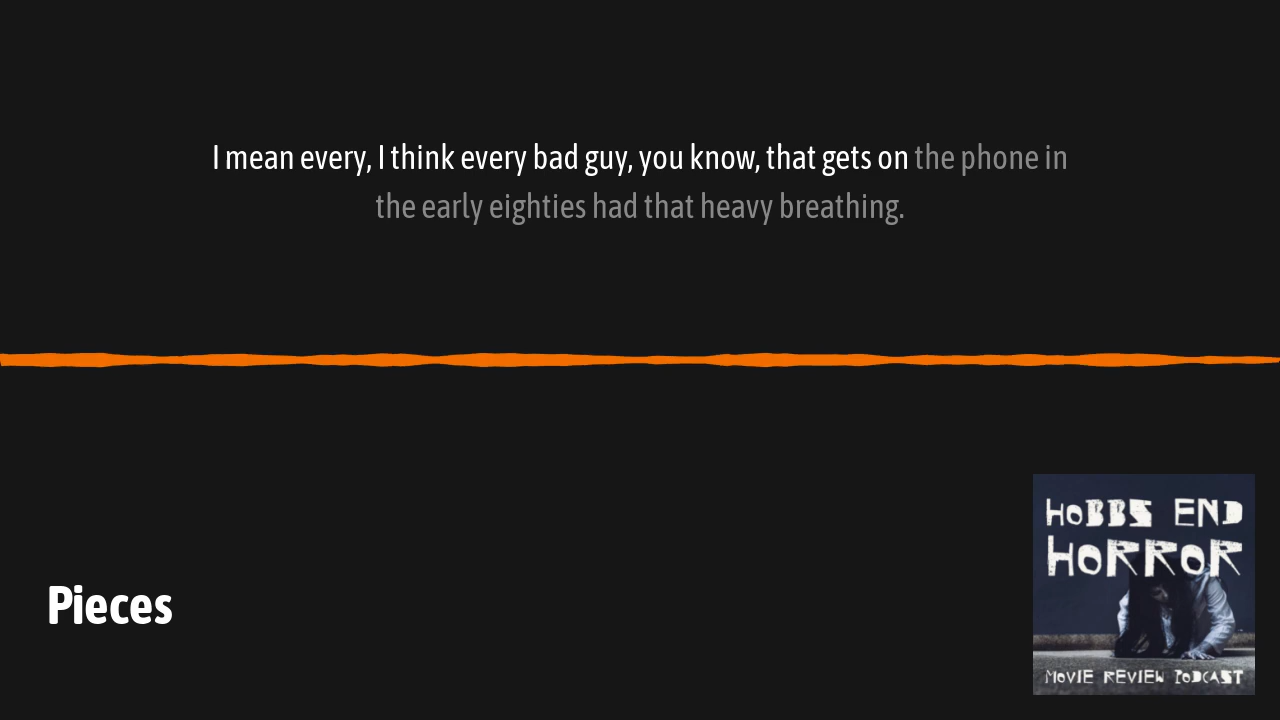 I mean every, I think every bad guy, you know, that gets on the phone in
the early eighties had that heavy breathing.
Pieces
HoBBS END
HoRRoR
MoVIE REVIEW PoDCAST